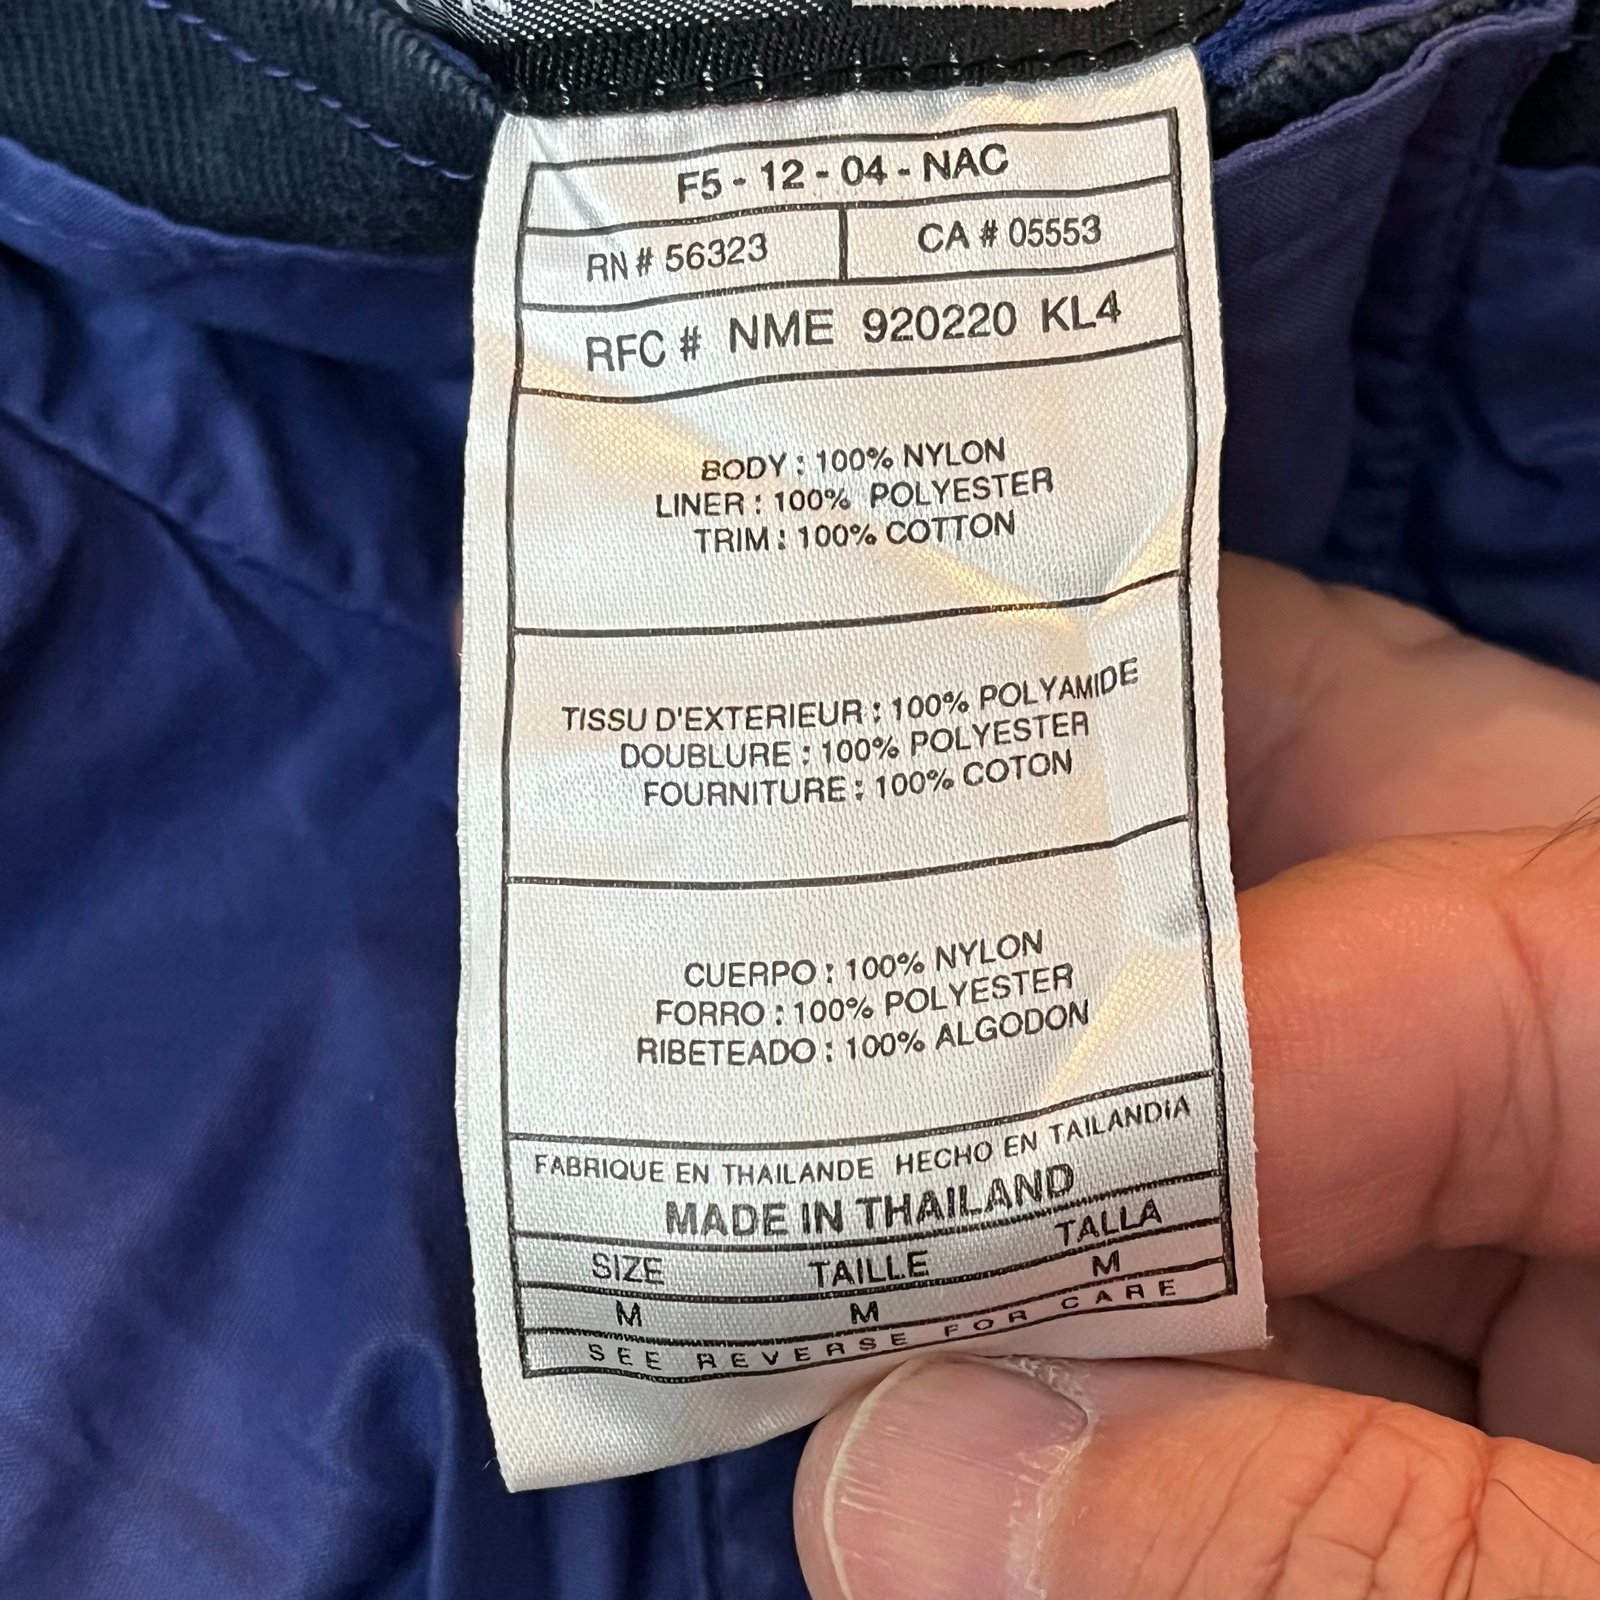 F5 - 12 - 04 - NAC
RN # 56323 CA # 05553
RFC # NME 920220 KL4
BODY : 100% NYLON
LINER : 100% POLYESTER
TRIM : 100% COTTON
TISSU D'EXTERIEUR : 100% POLYAMIDE
DOUBLURE : 100% POLYESTER
FOURNITURE : 100% COTON
CUERPO : 100% NYLON
FORRO : 100% POLYESTER
RIBETEADO : 100% ALGODON
FABRIQUE EN THAILANDE HECHO EN TAILANDIA
MADE IN THAILAND
SIZE TAILLE TALLA
M M M
SEE REVERSE FOR CARE